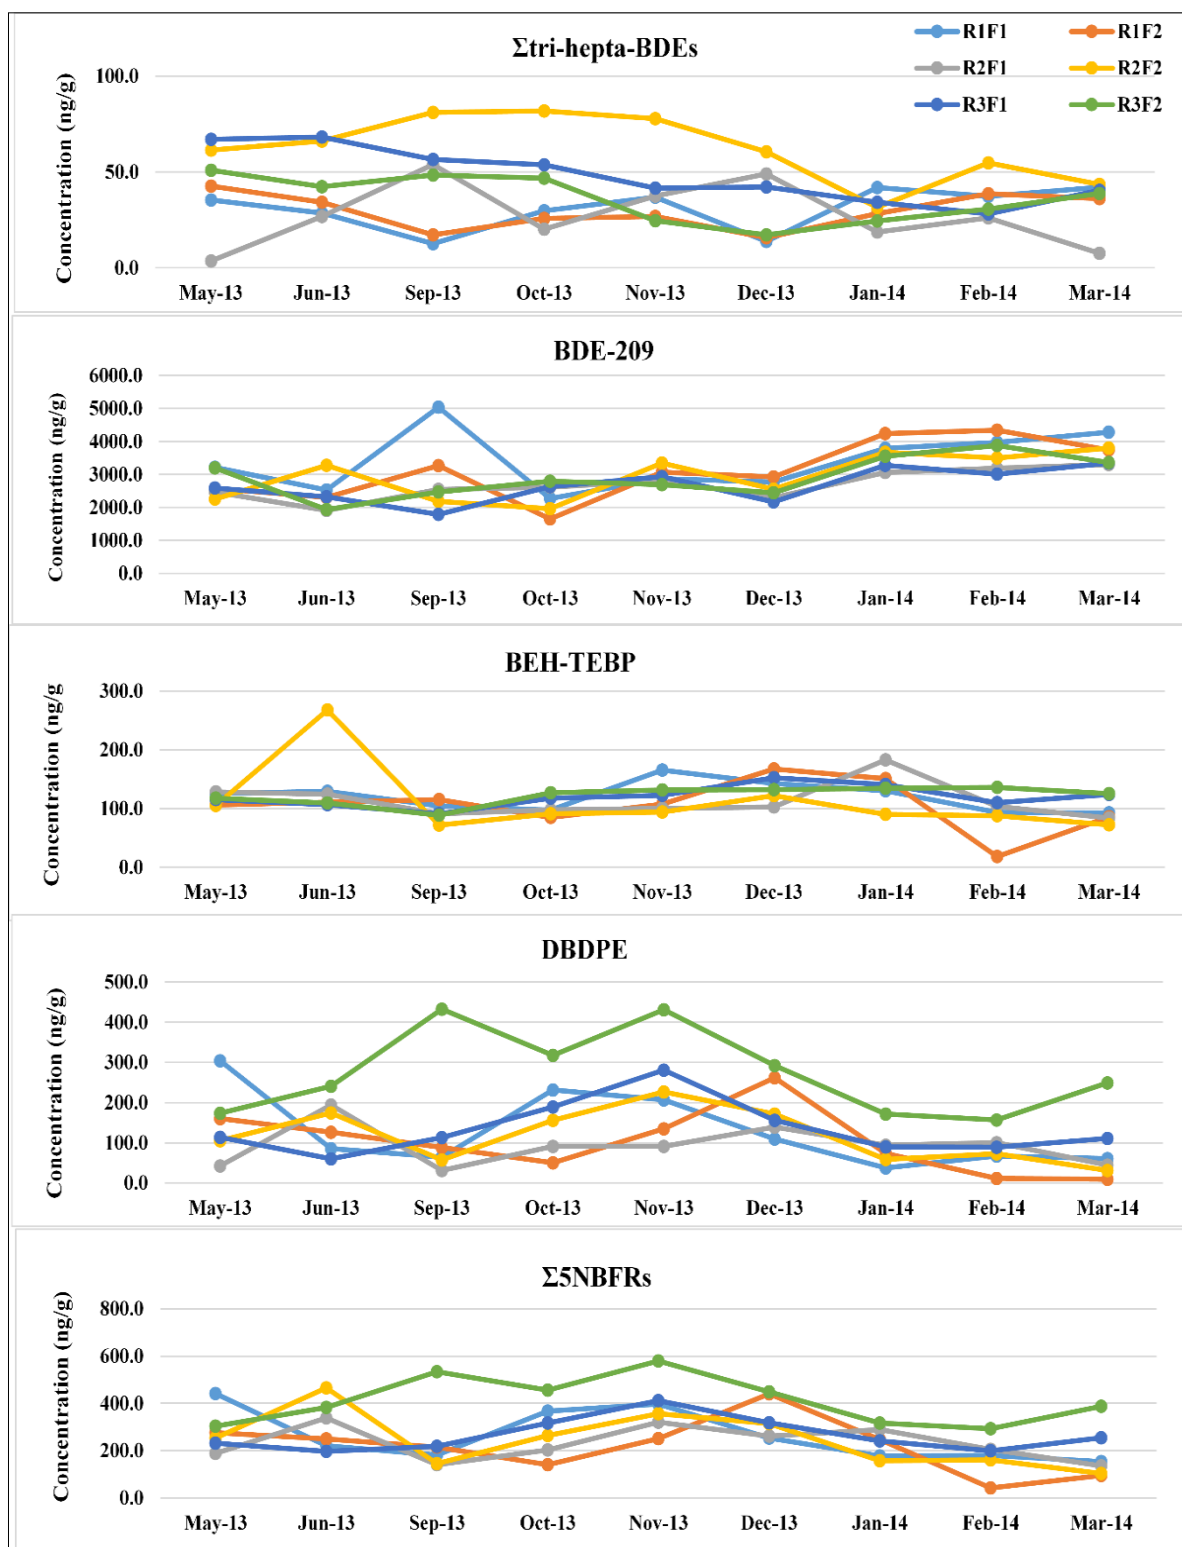 Σtri-hepta-BDEs
R1F1 R1F2
R2F1 R2F2
R3F1 R3F2
Concentration (ng/g)
100.0
50.0
0.0
May-13 Jun-13 Sep-13 Oct-13 Nov-13 Dec-13 Jan-14 Feb-14 Mar-14
BDE-209
Concentration (ng/g)
6000.0
5000.0
4000.0
3000.0
2000.0
1000.0
0.0
May-13 Jun-13 Sep-13 Oct-13 Nov-13 Dec-13 Jan-14 Feb-14 Mar-14
BEH-TEBP
Concentration (ng/g
300.0
200.0
100.0
0.0
May-13 Jun-13 Sep-13 Oct-13 Nov-13 Dec-13 Jan-14 Feb-14 Mar-14
DBDPE
Concentration (ng/g)
500.0
400.0
300.0
200.0
100.0
0.0
May-13 Jun-13 Sep-13 Oct-13 Nov-13 Dec-13 Jan-14 Feb-14 Mar-14
Σ5NBFRs
Concentration (ng/g)
800.0
600.0
400.0
200.0
0.0
May-13 Jun-13 Sep-13 Oct-13 Nov-13 Dec-13 Jan-14 Feb-14 Mar-14